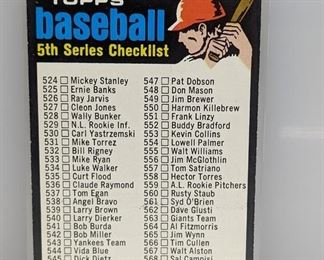 TOPPS
baseball
5th Series Checklist
524 Mickey Stanley
525 Ernie Banks
526 Ray Jarvis
527 Cleon Jones
528 Wally Bunker
529 N.L. Rookie Inf.
530 Carl Yastrzemski
531 Mike Torrez
532 Bill Rigney
533 Mike Ryan
534 Luke Walker
535 Curt Flood
536 Claude Raymond
537 Tom Egan
538 Angel Bravo
539 Larry Brown
540 Larry Dierker
541 Bob Burda
542 Bob Miller
543 Yankees Team
544 Vida Blue
545 Dick Dietz
547 Pat Dobson
548 Don Mason
549 Jim Brewer
550 Harmon Killebrew
551 Frank Linzy
552 Buddy Bradford
553 Kevin Collins
554 Lowell Palmer
555 Walt Williams
556 Jim McGlothlin
557 Tom Satriano
558 Hector Torres
559 A.L. Rookie Pitchers
560 Rusty Staub
561 Syd O'Brien
562 Dave Giusti
563 Giants Team
564 Al Fitzmorris
565 Jim Wynn
566 Tim Cullen
567 Walt Alston
568 Sal Campisi